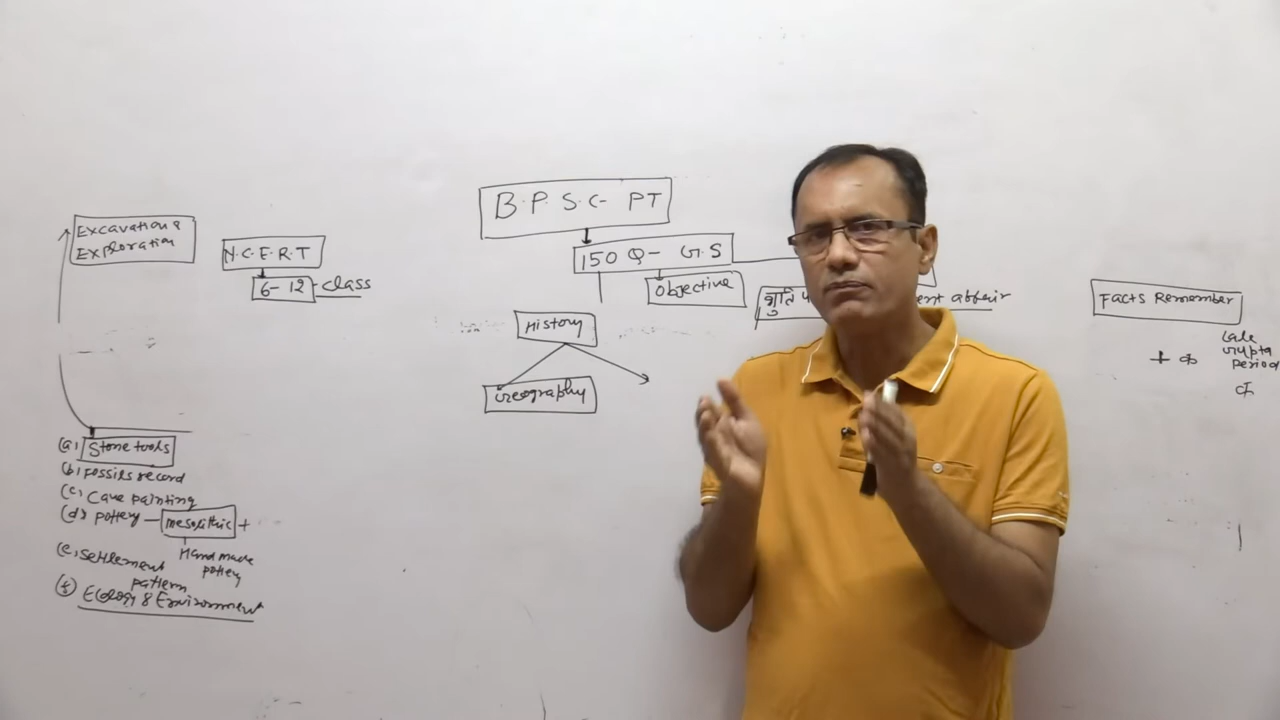 Excavation &
Exploration
N.C.E.R.T
6-12 - class
(a) Stone tools
(b) Fossils record
(c) Cave painting
(d) pottery - mesolithic +
Hand made
pottery
(e) Settlement
pattern
(f) Ecology & Environment
B.P.S.C PT
150 Q- G.S
Objective
History
Geography
affair
Facts Remember
Late
Gupta
period